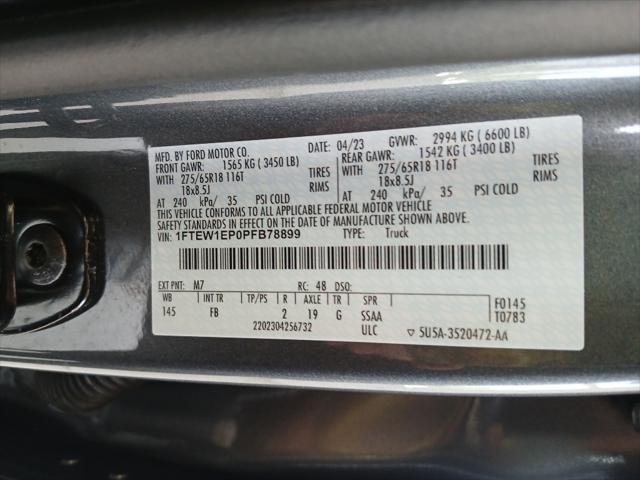 MFD. BY FORD MOTOR CO. 04/23 GVWR: 2994 KG ( 6600 LB)
FRONT GAWR: 1565 KG ( 3450 LB) REAR GAWR: 1542 KG ( 3400 LB)
WITH 275/65R18 116T TIRES WITH 275/65R18 116T TIRES
18x8.5J RIMS 18x8.5J RIMS
AT 240 kPa/ 35 PSI COLD AT 240 kPa/ 35 PSI COLD
THIS VEHICLE CONFORMS TO ALL APPLICABLE FEDERAL MOTOR VEHICLE
SAFETY STANDARDS IN EFFECT ON THE DATE OF MANUFACTURE SHOWN ABOVE.
VIN: 1FTEW1EP0PFB78899 TYPE: Truck
EXT PNT: M7 RC: 48 DSO:
WB INT TR TP/PS R AXLE TR SPR F0145
145 FB 2 19 G SSAA T0783
2202304256732 ULC ▽ 5U5A-3520472-AA